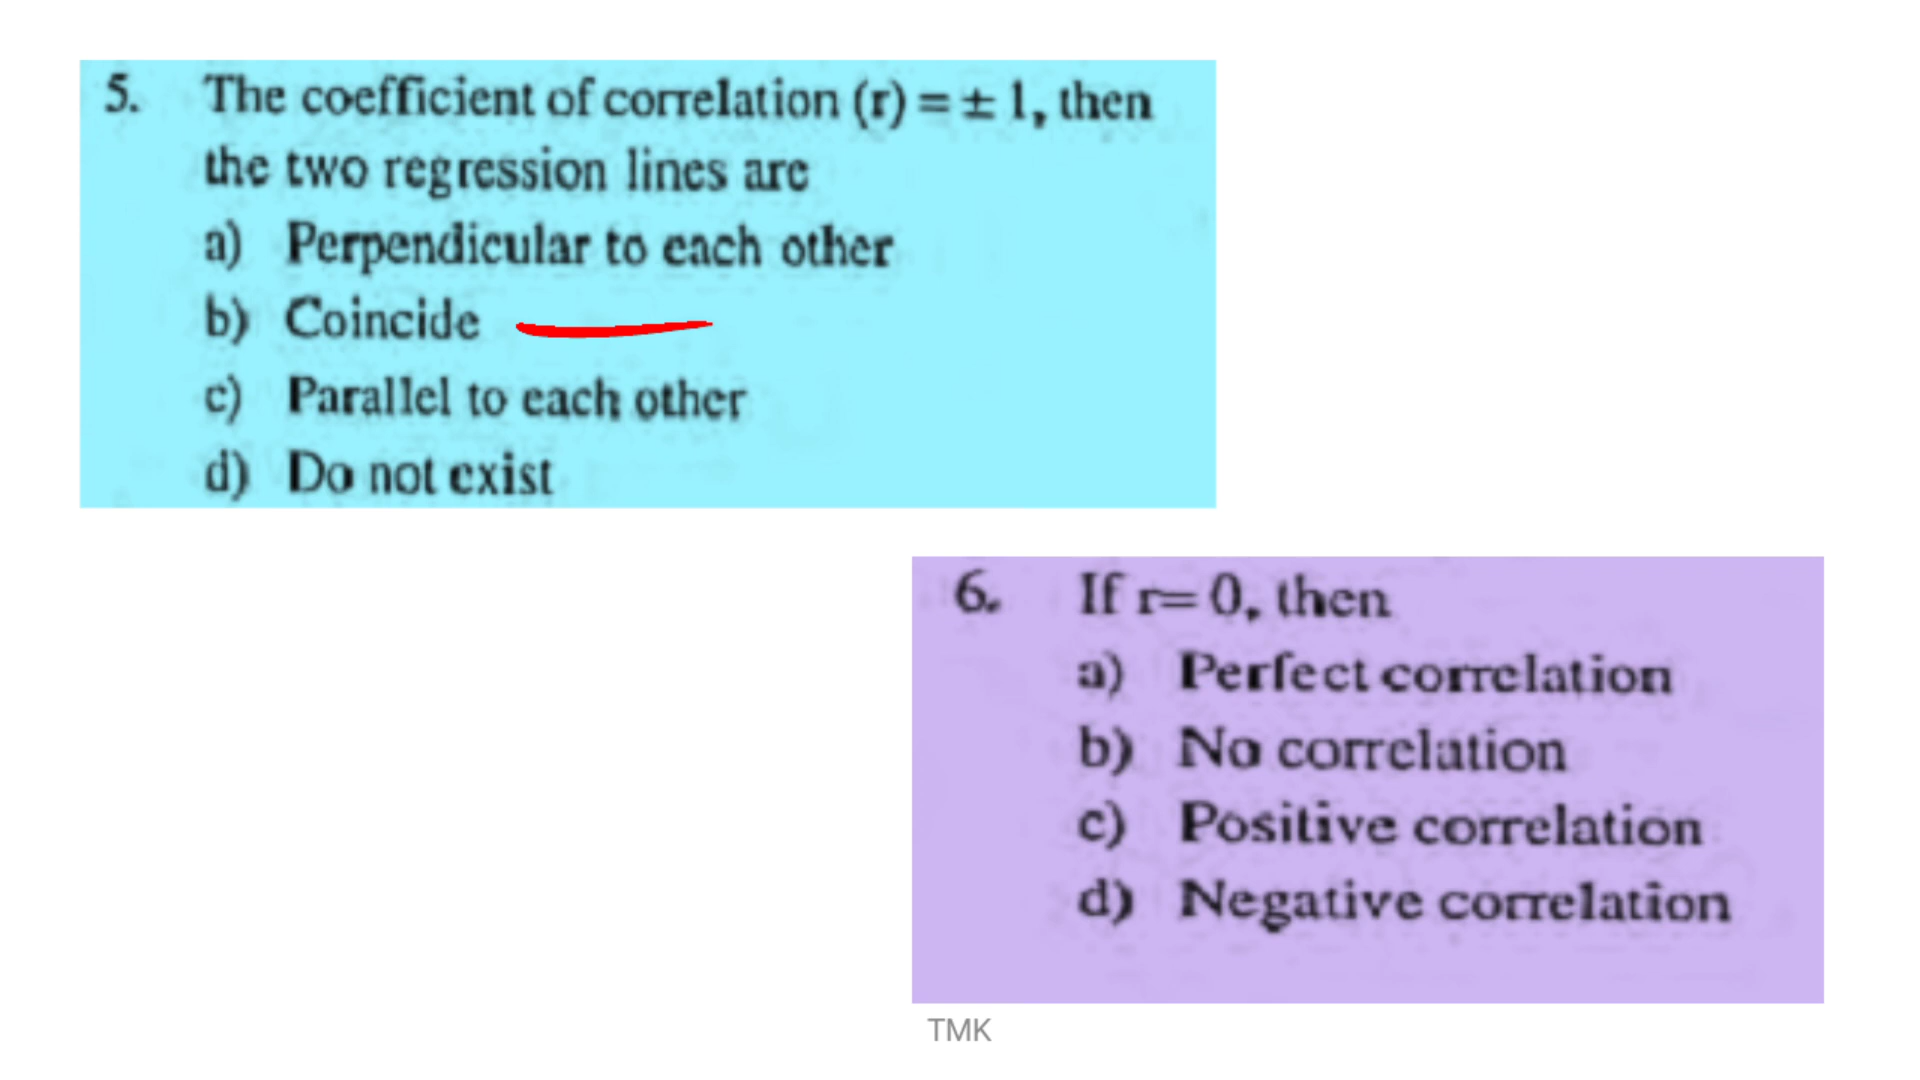 5. The coefficient of correlation (r) = ± 1, then
the two regression lines are
a) Perpendicular to each other
b) Coincide
c) Parallel to each other
d) Do not exist
6. If r= 0, then
a) Perfect correlation
b) No correlation
c) Positive correlation
d) Negative correlation
TMK